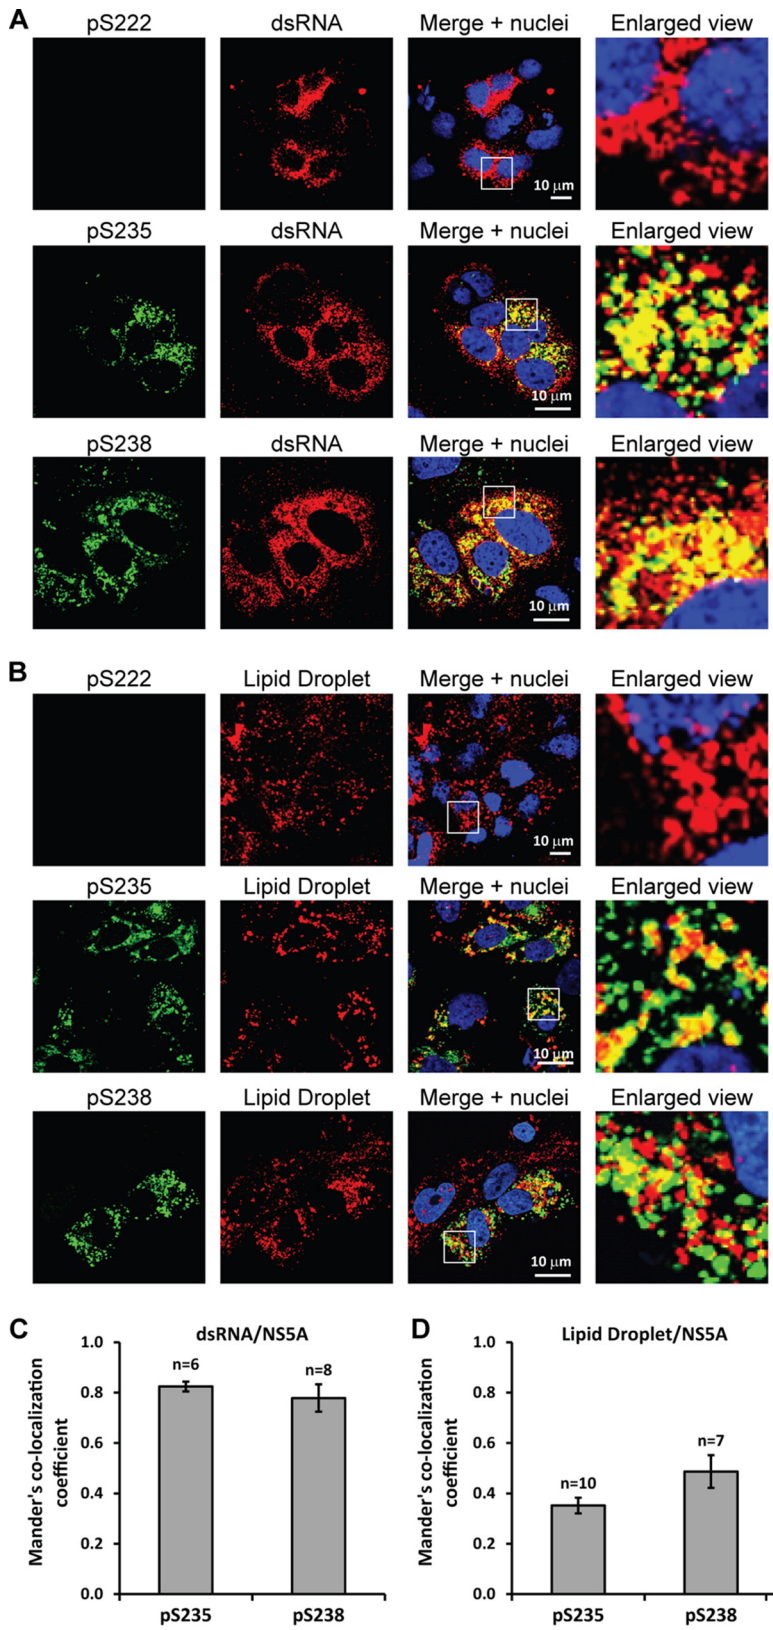 A
pS222 dsRNA Merge + nuclei Enlarged view
10 μm
pS235 dsRNA Merge + nuclei Enlarged view
10 μm
pS238 dsRNA Merge + nuclei Enlarged view
10 μm
B
pS222 Lipid Droplet Merge + nuclei Enlarged view
10 μm
pS235 Lipid Droplet Merge + nuclei Enlarged view
10 μm
pS238 Lipid Droplet Merge + nuclei Enlarged view
10 μm
C
dsRNA/NS5A
Mander's co-localization
coefficient
1.0
0.8
0.6
0.4
0.2
0.0
n=6
n=8
pS235 pS238
D
Lipid Droplet/NS5A
Mander's co-localization
coefficient
1.0
0.8
0.6
0.4
0.2
0.0
n=10
n=7
pS235 pS238